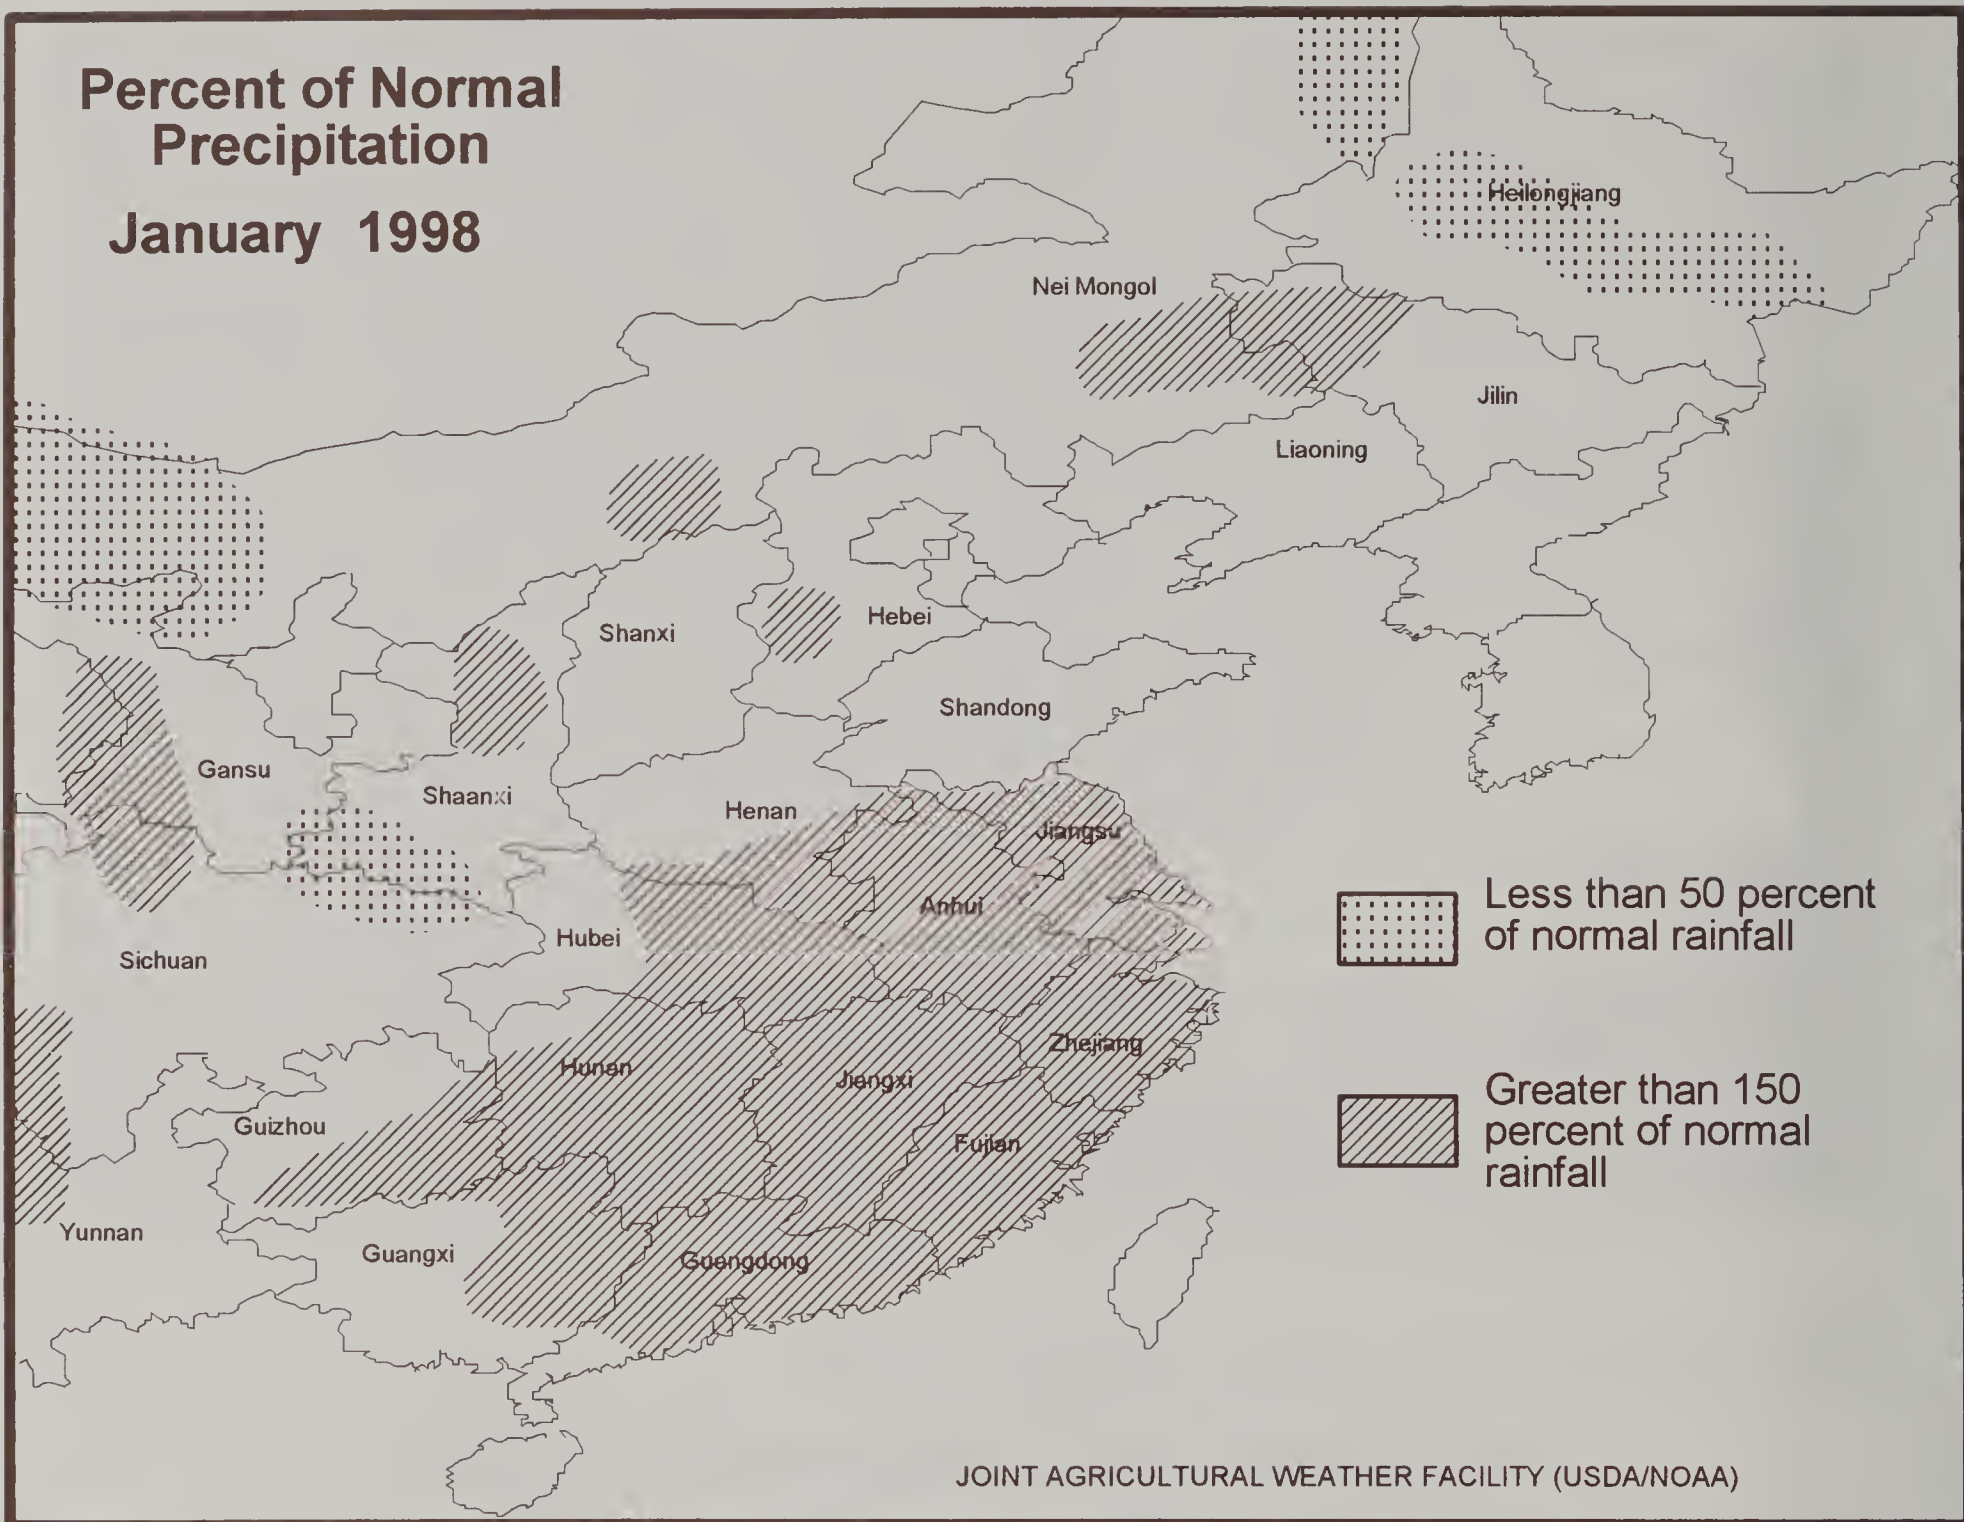 Percent of Normal
Precipitation
January 1998
Heilongjiang
Nei Mongol
Jilin
Liaoning
Shanxi
Hebei
Shandong
Gansu
Shaanxi
Henan
Jiangsu
Anhui
Hubei
Sichuan
Zhejiang
Hunan
Jiangxi
Guizhou
Fujian
Yunnan
Guangxi
Guangdong
Less than 50 percent
of normal rainfall
Greater than 150
percent of normal
rainfall
JOINT AGRICULTURAL WEATHER FACILITY (USDA/NOAA)